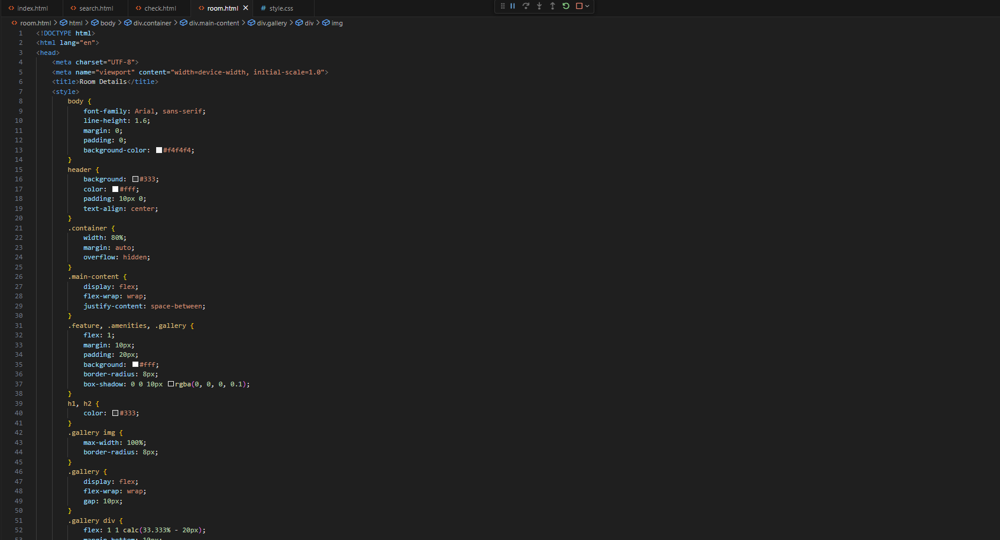 index.html search.html check.html room.html style.css
room.html html body div.container div.main-content div.gallery div img
1 <!DOCTYPE html>
2 <html lang="en">
3 <head>
4 <meta charset="UTF-8">
5 <meta name="viewport" content="width=device-width, initial-scale=1.0">
6 <title>Room Details</title>
7 <style>
8 body {
9 font-family: Arial, sans-serif;
10 line-height: 1.6;
11 margin: 0;
12 padding: 0;
13 background-color: #f4f4f4;
14 }
15 header {
16 background: #333;
17 color: #fff;
18 padding: 10px 0;
19 text-align: center;
20 }
21 .container {
22 width: 80%;
23 margin: auto;
24 overflow: hidden;
25 }
26 .main-content {
27 display: flex;
28 flex-wrap: wrap;
29 justify-content: space-between;
30 }
31 .feature, .amenities, .gallery {
32 flex: 1;
33 margin: 10px;
34 padding: 20px;
35 background: #fff;
36 border-radius: 8px;
37 box-shadow: 0 0 10px rgba(0, 0, 0, 0.1);
38 }
39 h1, h2 {
40 color: #333;
41 }
42 .gallery img {
43 max-width: 100%;
44 border-radius: 8px;
45 }
46 .gallery {
47 display: flex;
48 flex-wrap: wrap;
49 gap: 10px;
50 }
51 .gallery div {
52 flex: 1 1 calc(33.333% - 20px);
53 margin-bottom: 10px;